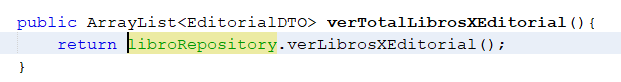 public ArrayList<EditorialDTO> verTotalLibrosXEditorial(){
return libroRepository.verLibrosXEditorial();
}